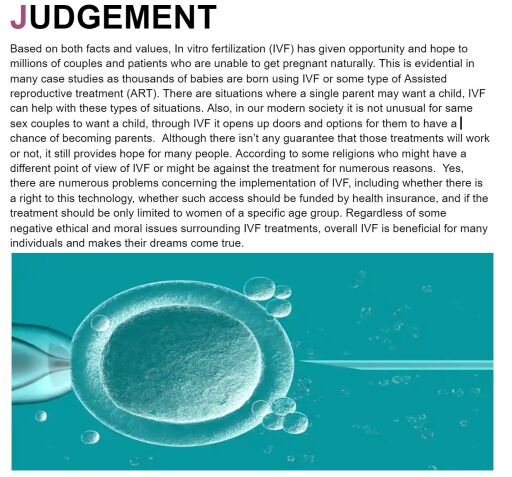 JUDGEMENT
Based on both facts and values, In vitro fertilization (IVF) has given opportunity and hope to
millions of couples and patients who are unable to get pregnant naturally. This is evidential in
many case studies as thousands of babies are born using IVF or some type of Assisted
reproductive treatment (ART). There are situations where a single parent may want a child, IVF
can help with these types of situations. Also, in our modern society it is not unusual for same
sex couples to want a child, through IVF it opens up doors and options for them to have a
chance of becoming parents.  Although there isn't any guarantee that those treatments will work
or not, it still provides hope for many people. According to some religions who might have a
different point of view of IVF or might be against the treatment for numerous reasons.  Yes,
there are numerous problems concerning the implementation of IVF, including whether there is
a right to this technology, whether such access should be funded by health insurance, and if the
treatment should be only limited to women of a specific age group. Regardless of some
negative ethical and moral issues surrounding IVF treatments, overall IVF is beneficial for many
individuals and makes their dreams come true.